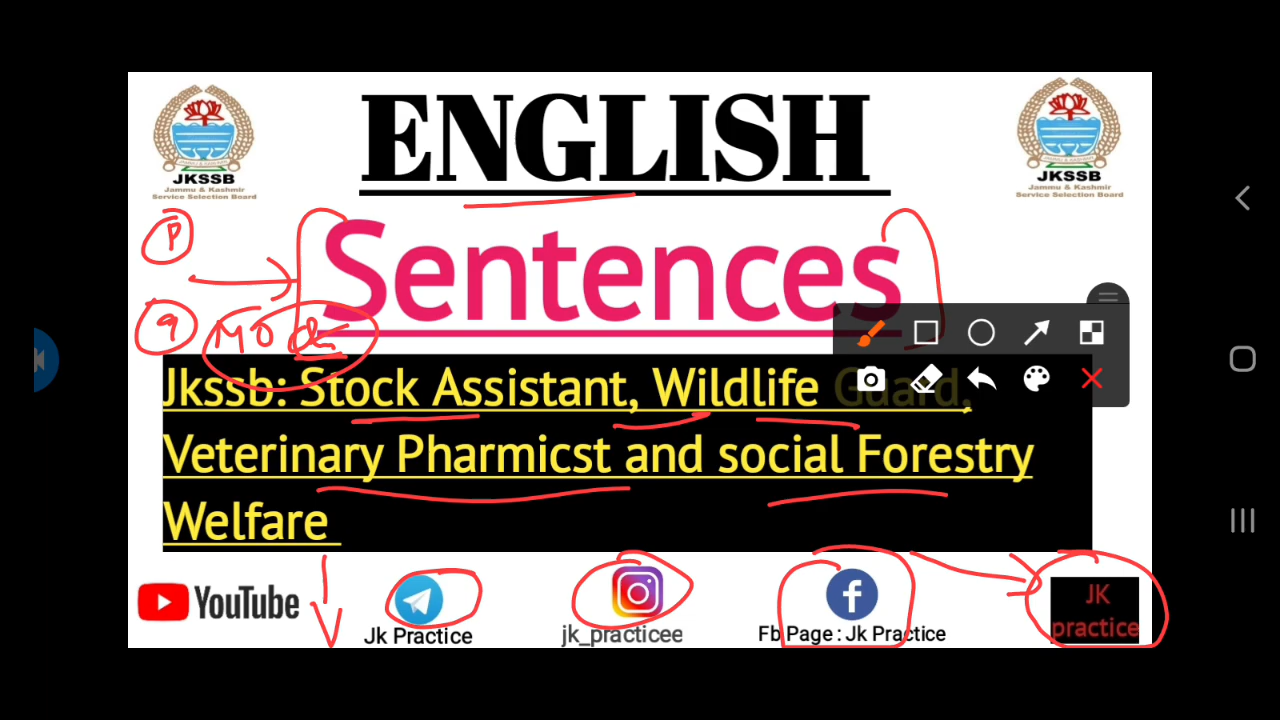 ENGLISH
JKSSB
Jammu & Kashmir
Service Selection Board
JKSSB
Jammu & Kashmir
Service Selection Board
Sentences
P
9
MODE
Jkssb: Stock Assistant, Wildlife Guard,
Veterinary Pharmicst and social Forestry
Welfare
YouTube
Jk Practice
jk_practicee
Fb Page : Jk Practice
JK
practice